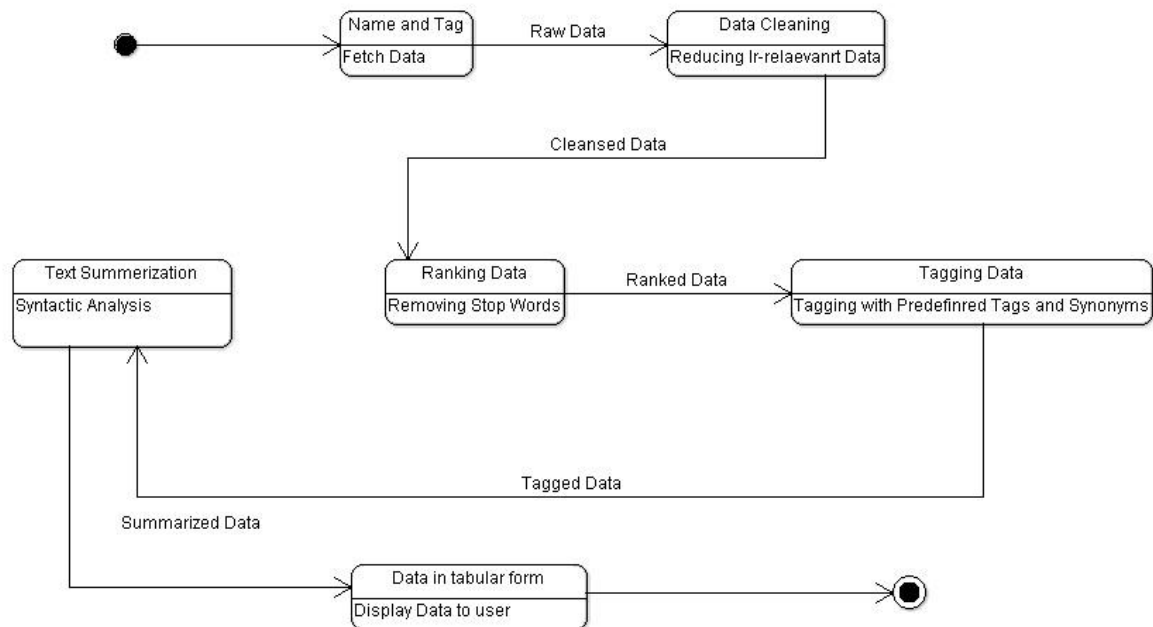 Name and Tag
Fetch Data
Raw Data
Data Cleaning
Reducing Ir-relaevanrt Data
Cleansed Data
Text Summerization
Syntactic Analysis
Ranking Data
Removing Stop Words
Ranked Data
Tagging Data
Tagging with Predefinred Tags and Synonyms
Tagged Data
Summarized Data
Data in tabular form
Display Data to user